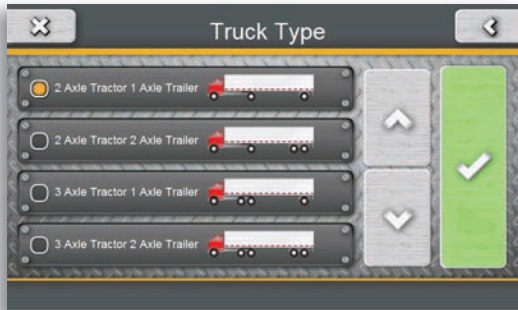 Truck Type
2 Axle Tractor 1 Axle Trailer
2 Axle Tractor 2 Axle Trailer
3 Axle Tractor 1 Axle Trailer
3 Axle Tractor 2 Axle Trailer